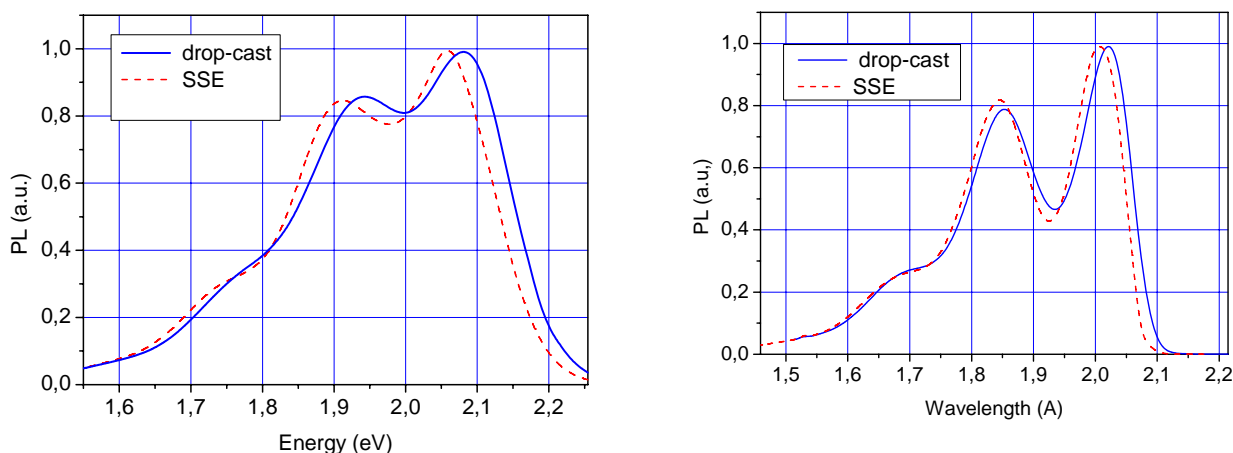 drop-cast
SSE
1,0
0,8
0,6
0,4
0,2
0,0
PL (a.u.)
1,6 1,7 1,8 1,9 2,0 2,1 2,2
Energy (eV)
drop-cast
SSE
1,0
0,8
0,6
0,4
0,2
0,0
PL (a.u,)
1,5 1,6 1,7 1,8 1,9 2,0 2,1 2,2
Wavelength (A)